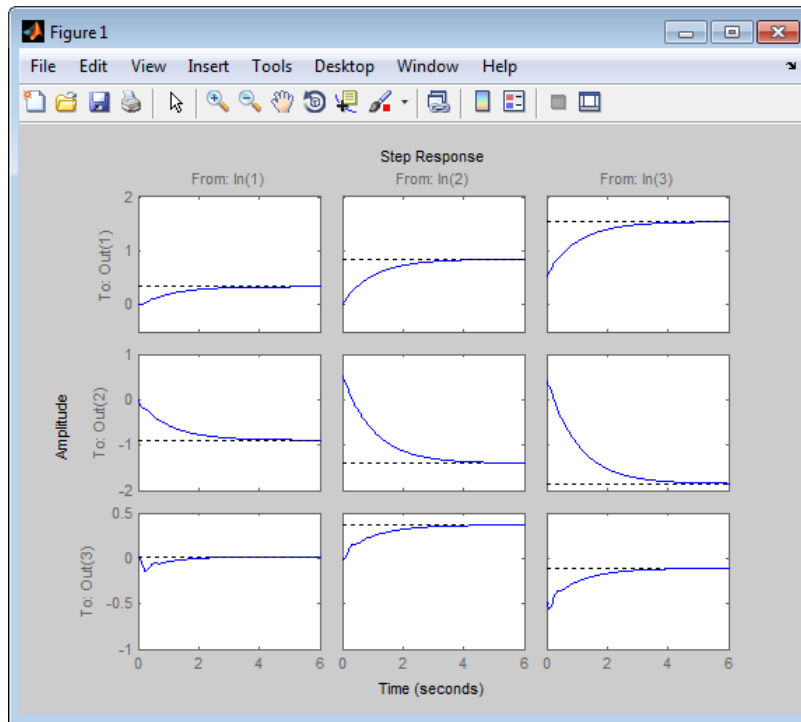 Figure 1
File Edit View Insert Tools Desktop Window Help
Step Response
From: In(1) From: In(2) From: In(3)
To: Out(1)
2
1
0
Amplitude
To: Out(2)
1
0
-1
-2
To: Out(3)
0.5
0
-0.5
-1
0 2 4 6 0 2 4 6 0 2 4 6
Time (seconds)